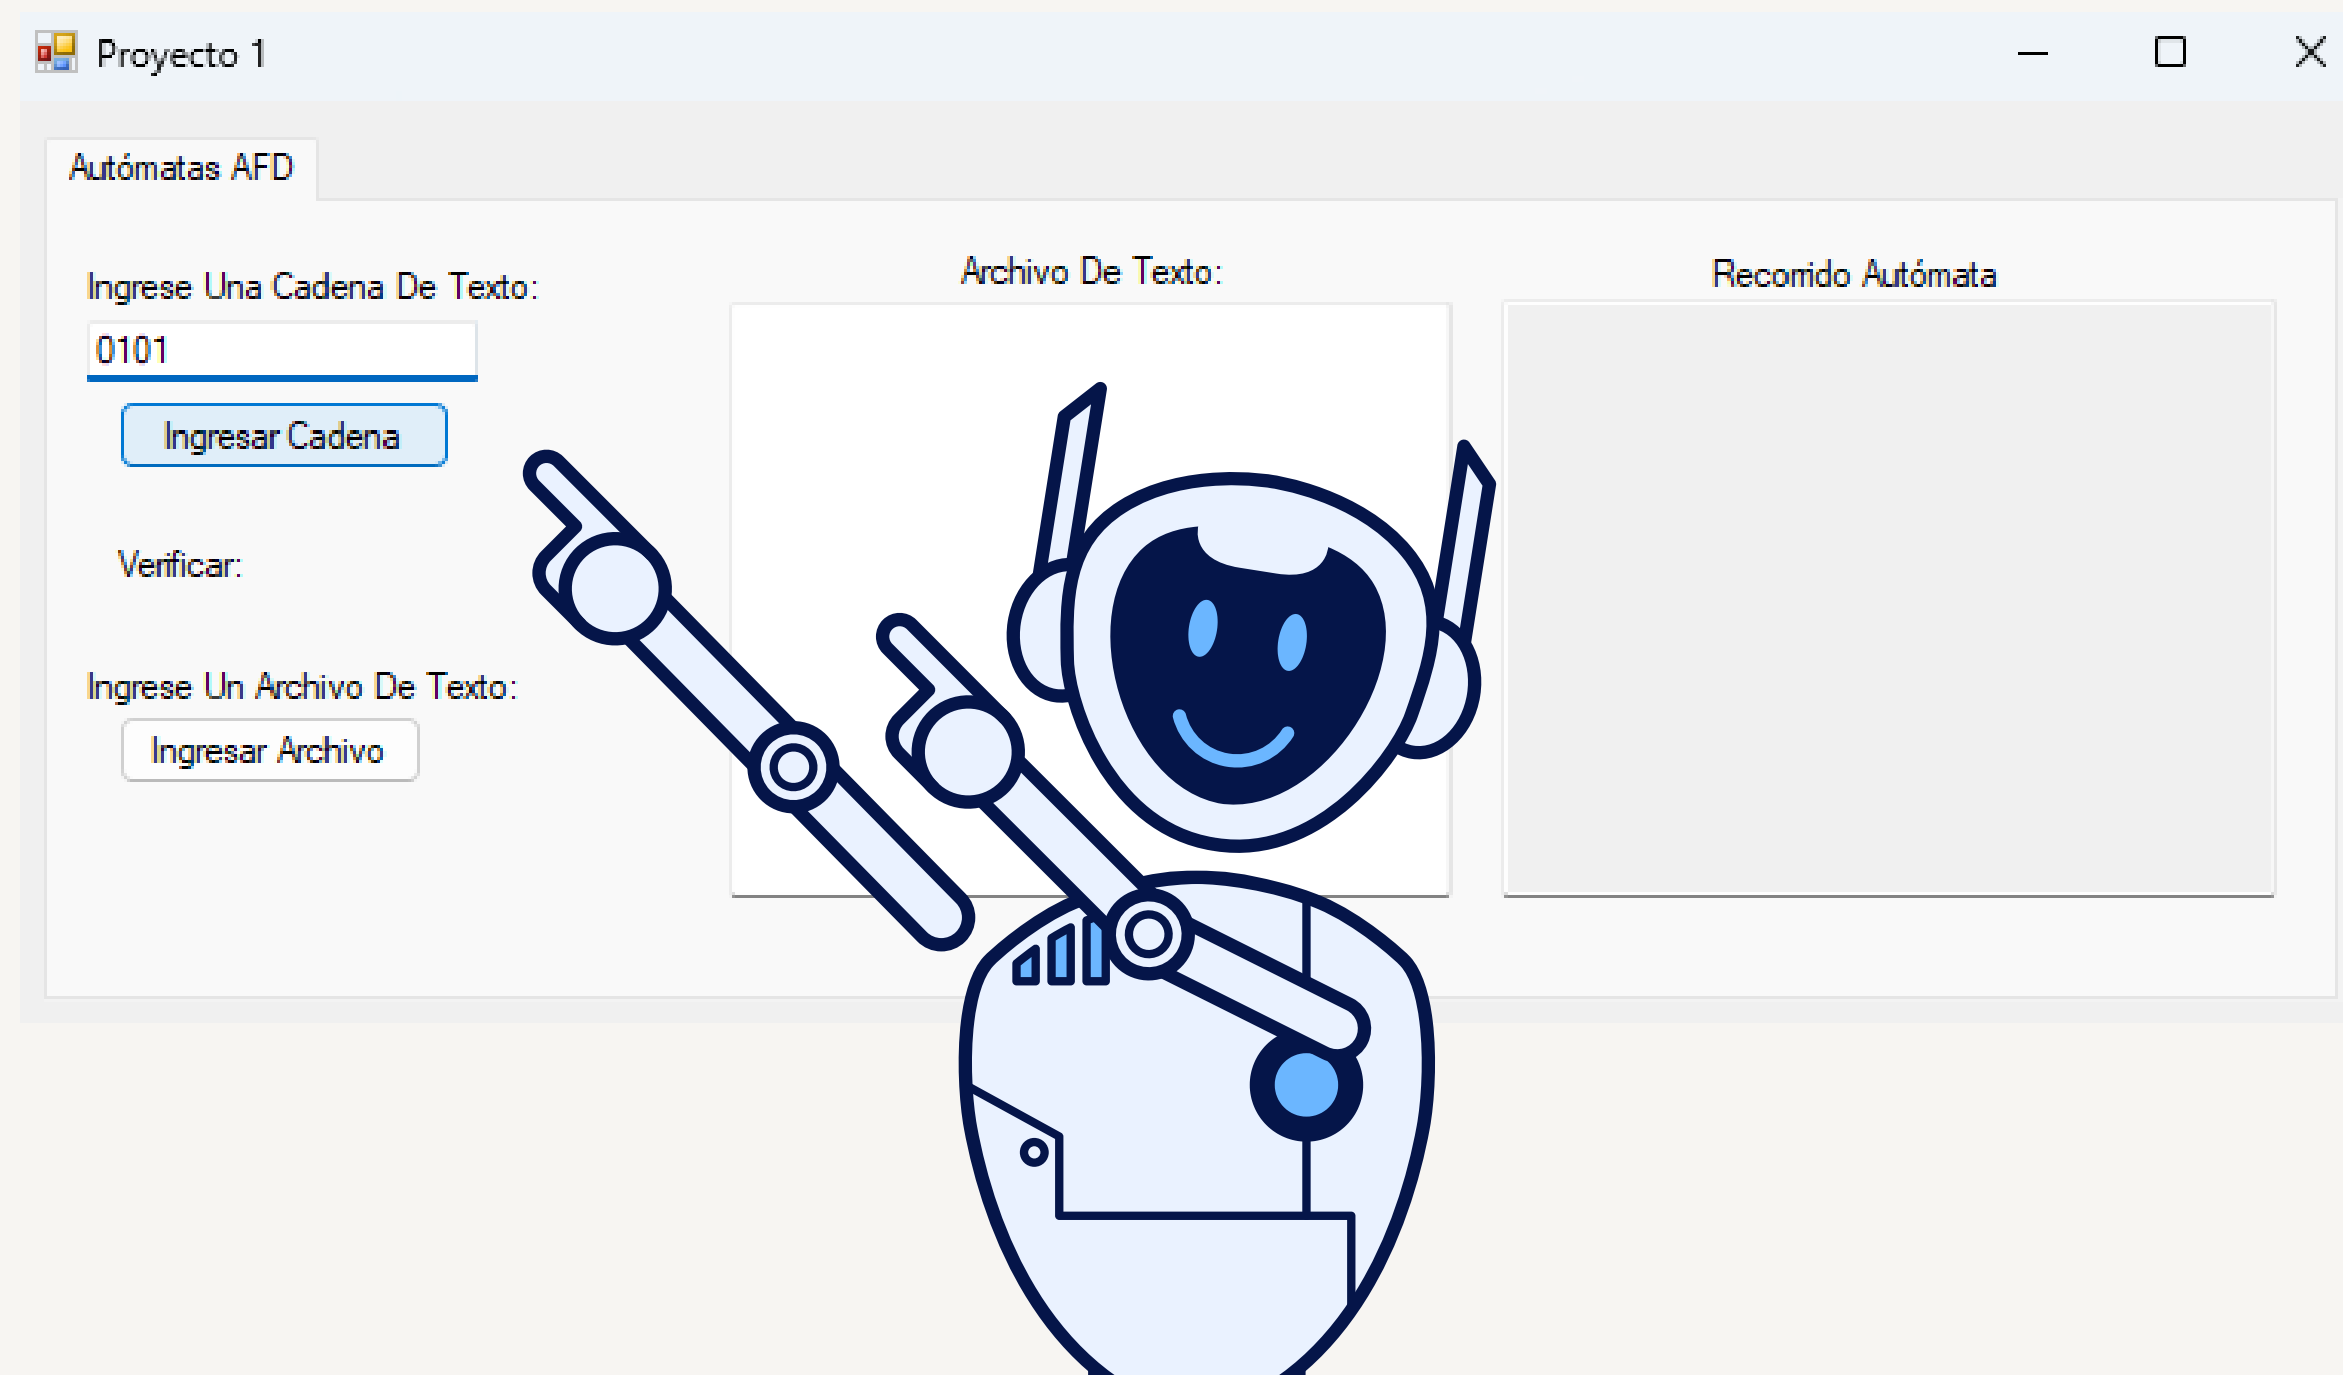 Proyecto 1
Autómatas AFD
Ingrese Una Cadena De Texto:
0101
Ingresar Cadena
Verificar:
Ingrese Un Archivo De Texto:
Ingresar Archivo
Archivo De Texto:
Recorrido Autómata